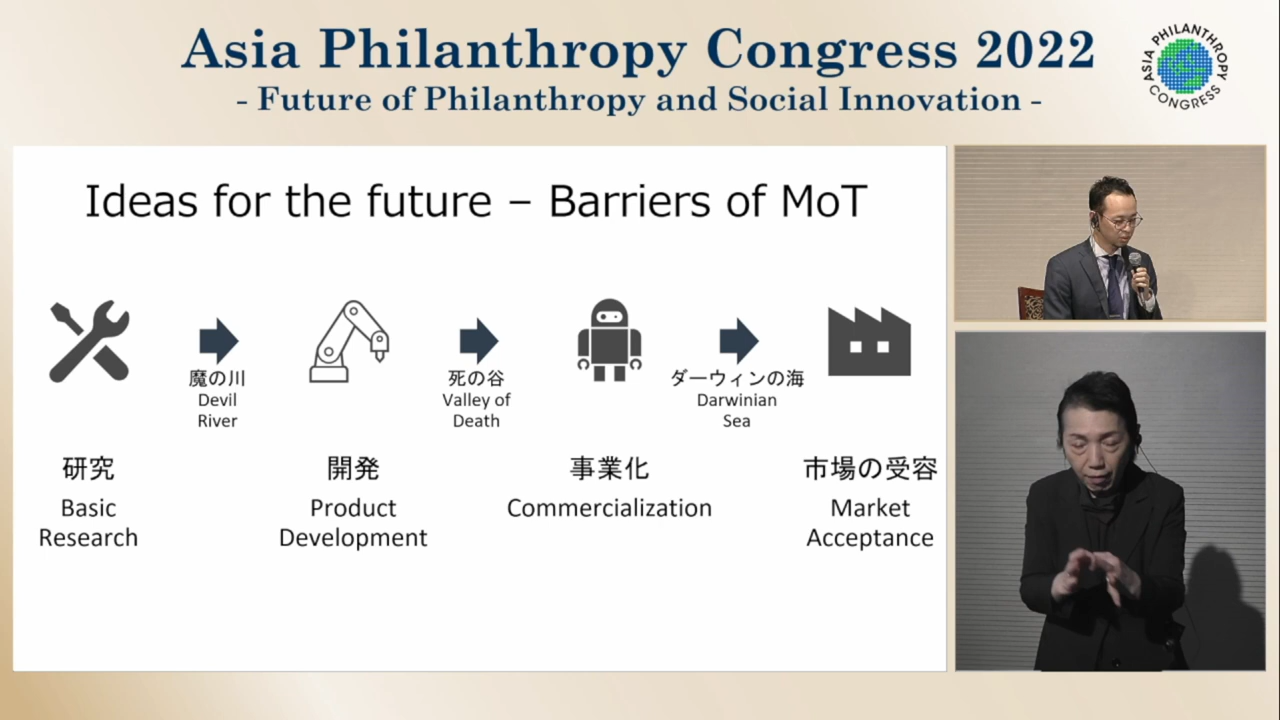 Asia Philanthropy Congress 2022
- Future of Philanthropy and Social Innovation -
ASIA PHILANTHROPY
CONGRESS
Ideas for the future – Barriers of MoT
魔の川
Devil
River
死の谷
Valley of
Death
ダーウィンの海
Darwinian
Sea
研究
Basic
Research
開発
Product
Development
事業化
Commercialization
市場の受容
Market
Acceptance